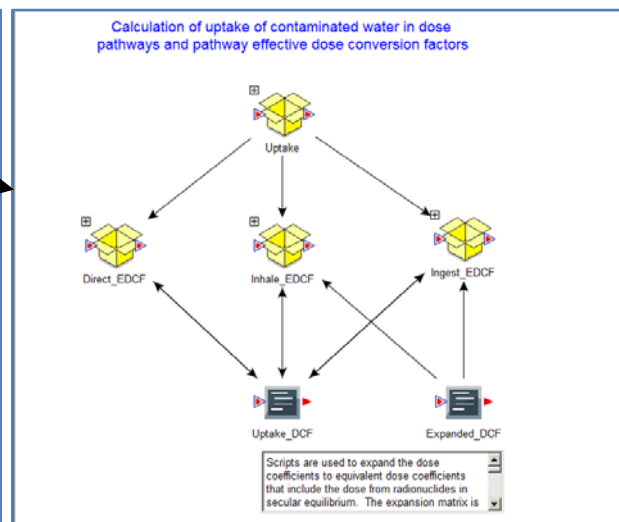 Calculation of uptake of contaminated water in dose
pathways and pathway effective dose conversion factors
Uptake
Direct_EDCF
Inhale_EDCF
Ingest_EDCF
Uptake_DCF
Expanded_DCF
Scripts are used to expand the dose
coefficients to equivalent dose coefficients
that include the dose from radionuclides in
secular equilibrium. The expansion matrix is